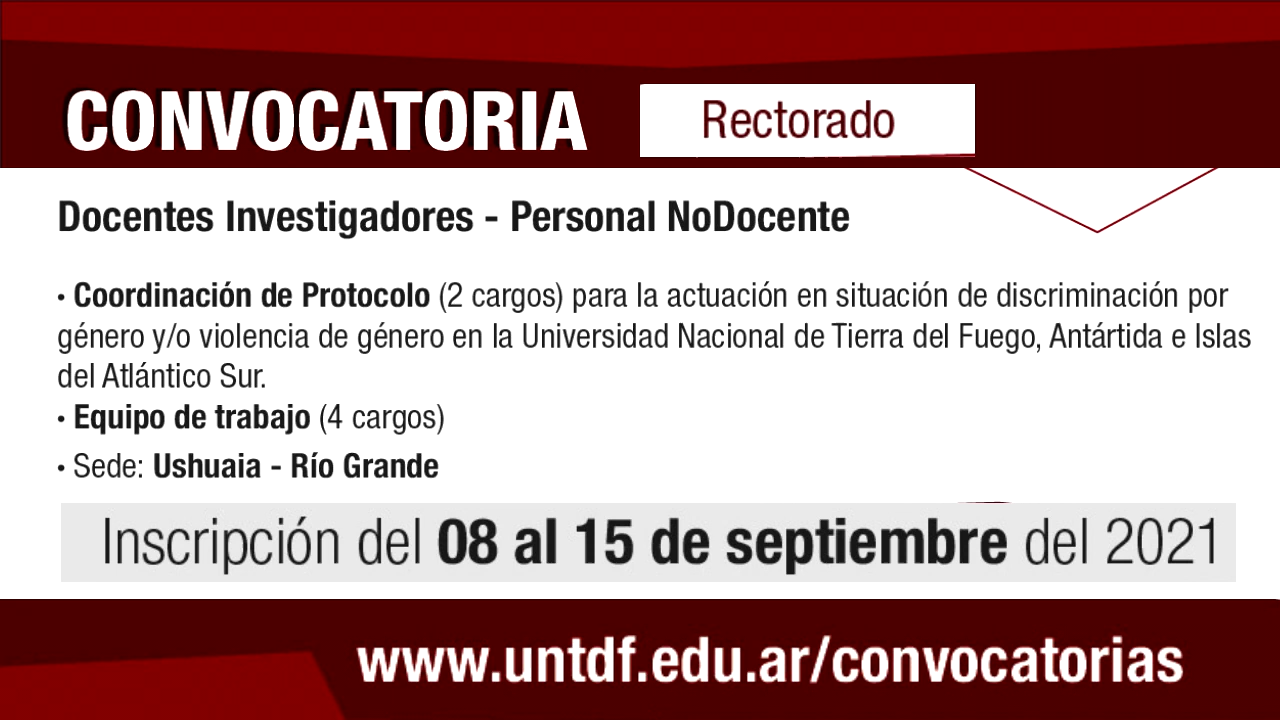 CONVOCATORIA
Rectorado
Docentes Investigadores - Personal NoDocente
• Coordinación de Protocolo (2 cargos) para la actuación en situación de discriminación por
género y/o violencia de género en la Universidad Nacional de Tierra del Fuego, Antártida e Islas
del Atlántico Sur.
• Equipo de trabajo (4 cargos)
• Sede: Ushuaia - Río Grande
Inscripción del 08 al 15 de septiembre del 2021
www.untdf.edu.ar/convocatorias